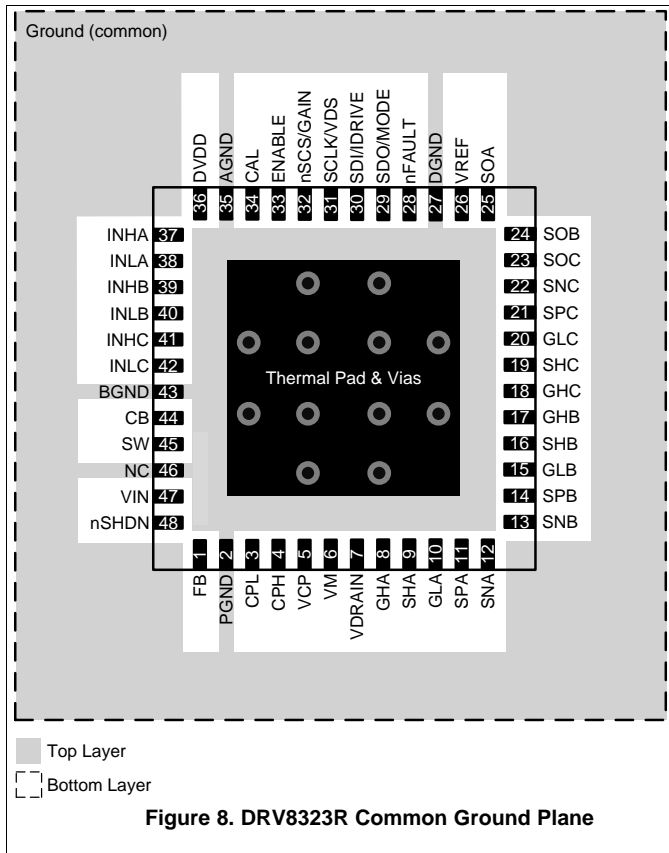 Ground (common)
DVDD
AGND
CAL
ENABLE
nSCS/GAIN
SCLK/VDS
SDI/IDRIVE
SDO/MODE
nFAULT
DGND
VREF
SOA
36
35
34
33
32
31
30
29
28
27
26
25
INHA 37
INLA 38
INHB 39
INLB 40
INHC 41
INLC 42
BGND 43
CB 44
SW 45
NC 46
VIN 47
nSHDN 48
Thermal Pad & Vias
24 SOB
23 SOC
22 SNC
21 SPC
20 GLC
19 SHC
18 GHC
17 GHB
16 SHB
15 GLB
14 SPB
13 SNB
1
2
3
4
5
6
7
8
9
10
11
12
FB
PGND
CPL
CPH
VCP
VM
VDRAIN
GHA
SHA
GLA
SPA
SNA
Top Layer
Bottom Layer
Figure 8. DRV8323R Common Ground Plane